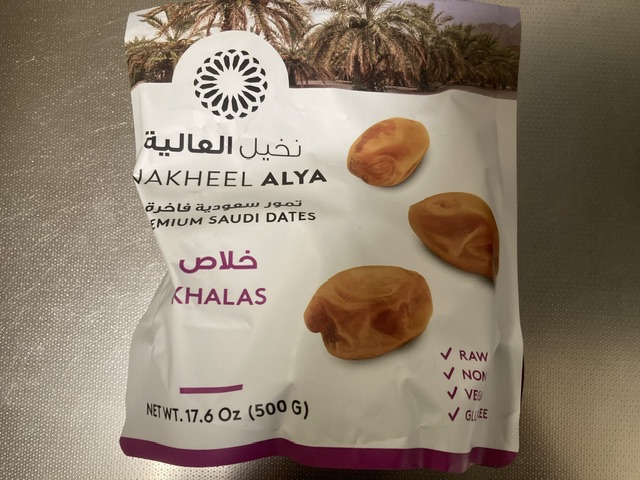 نخيل العالية
NAKHEEL ALYA
تمور سعودية فاخرة
EMIUM SAUDI DATES
خلاص
KHALAS
RAW
NON
VEG
NET WT. 17.6 Oz (500 G)